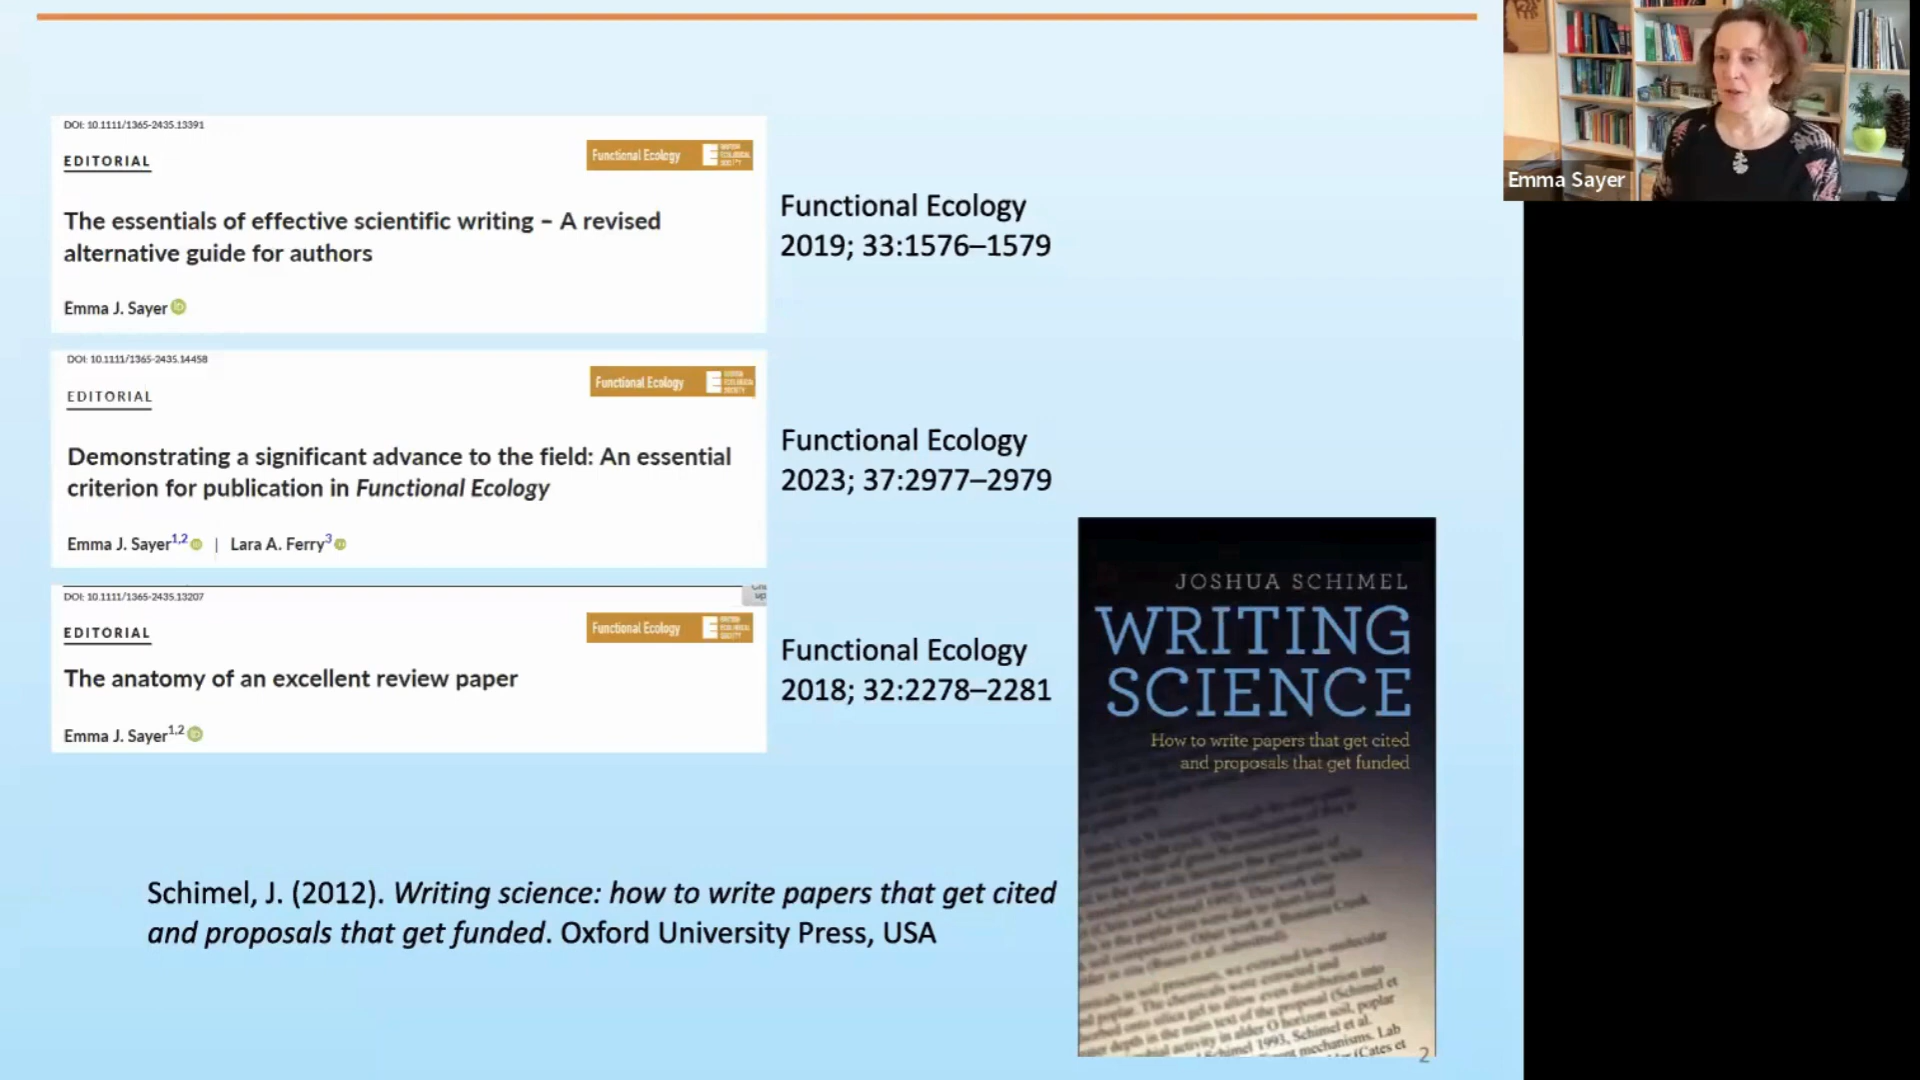 DOI: 10.1111/1365-2435.13391
EDITORIAL
Functional Ecology
The essentials of effective scientific writing – A revised
alternative guide for authors
Emma J. Sayer
Functional Ecology
2019; 33:1576–1579
DOI: 10.1111/1365-2435.14458
EDITORIAL
Functional Ecology
Demonstrating a significant advance to the field: An essential
criterion for publication in Functional Ecology
Emma J. Sayer1,2 | Lara A. Ferry3
Functional Ecology
2023; 37:2977–2979
DOI: 10.1111/1365-2435.13207
EDITORIAL
Functional Ecology
The anatomy of an excellent review paper
Emma J. Sayer1,2
Functional Ecology
2018; 32:2278–2281
JOSHUA SCHIMEL
WRITING
SCIENCE
How to write papers that get cited
and proposals that get funded
Schimel, J. (2012). Writing science: how to write papers that get cited
and proposals that get funded. Oxford University Press, USA
2
Emma Sayer